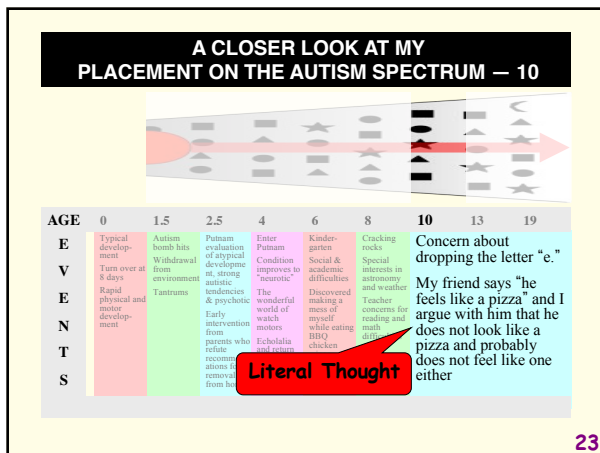 A CLOSER LOOK AT MY
PLACEMENT ON THE AUTISM SPECTRUM — 10
AGE 0 1.5 2.5 4 6 8 10 13 19
E
V
E
N
T
S
Typical
develop-
ment
Turn over at
8 days
Rapid
physical and
motor
develop-
ment
Autism
bomb hits
Withdrawal
from
environment
Tantrums
Putnam
evaluation
of atypical
developme
nt, strong
autistic
tendencies
& psychotic
Early
intervention
from
parents who
refute
recomm
ations fo
removal
from ho
Enter
Putnam
Condition
improves to
"neurotic"
The
wonderful
world of
watch
motors
Echolalia
and return
Kinder-
garten
Social &
academic
difficulties
Discovered
making a
mess of
myself
while eating
BBQ
chicken
Cracking
rocks
Special
interests in
astronomy
and weather
Teacher
concerns for
reading and
math
Concern about
dropping the letter “e.”
My friend says “he
feels like a pizza” and I
argue with him that he
does not look like a
pizza and probably
does not feel like one
either
Literal Thought
23